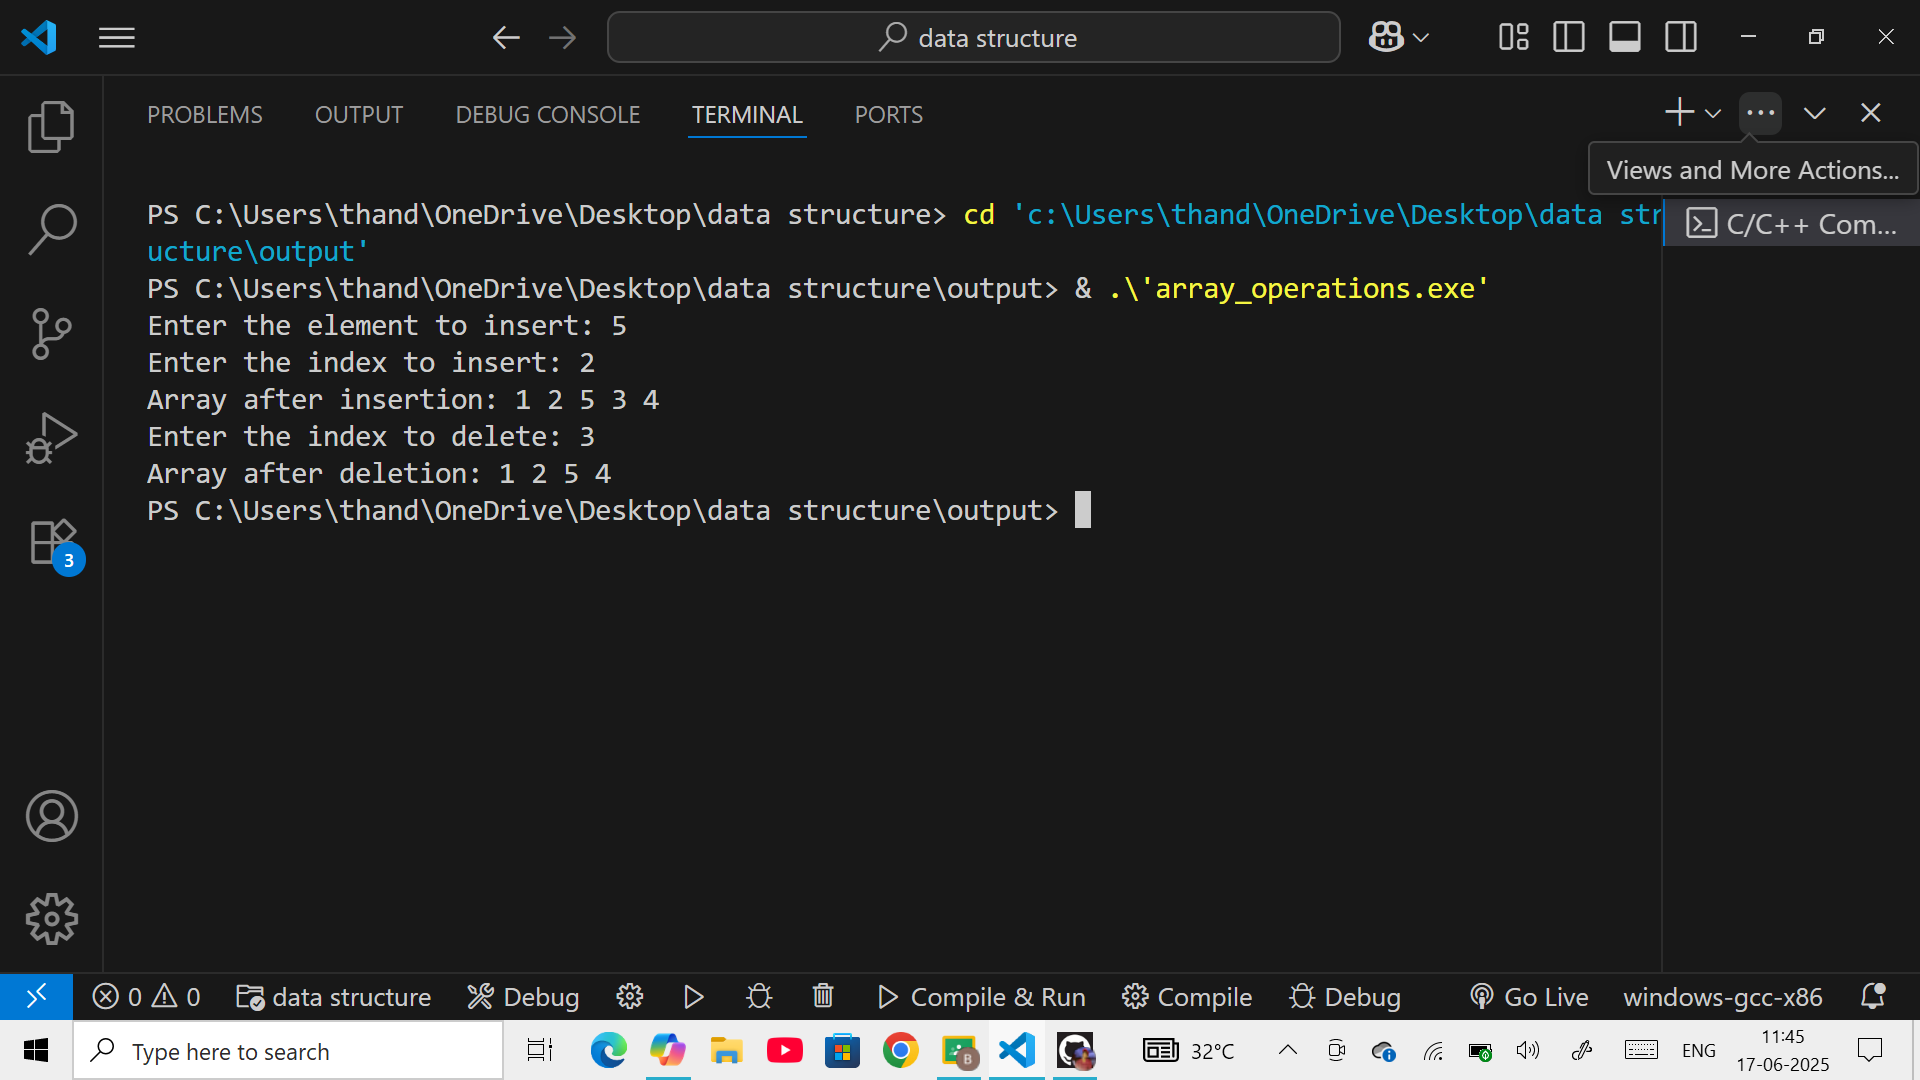 data structure
PROBLEMS OUTPUT DEBUG CONSOLE TERMINAL PORTS
Views and More Actions...
C/C++ Com...
PS C:\Users\thand\OneDrive\Desktop\data structure> cd 'c:\Users\thand\OneDrive\Desktop\data str
ucture\output'
PS C:\Users\thand\OneDrive\Desktop\data structure\output> & .\'array_operations.exe'
Enter the element to insert: 5
Enter the index to insert: 2
Array after insertion: 1 2 5 3 4
Enter the index to delete: 3
Array after deletion: 1 2 5 4
PS C:\Users\thand\OneDrive\Desktop\data structure\output>
3
0 0 data structure Debug Compile & Run Compile Debug Go Live windows-gcc-x86
Type here to search B 32°C ENG 11:45
17-06-2025